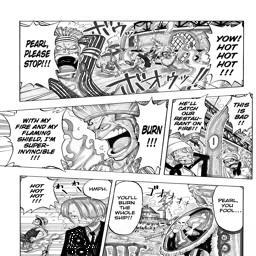 YOW!
HOT
HOT
HOT
!!!
PEARL,
PLEASE
STOP!!!
THIS
IS
BAD
!!
HE'LL
CATCH
OUR
RESTAU-
RANT
ON
FIRE!!
BURN
!!!
WITH MY
FIRE AND MY
FLAMING
SHIELD, I'M
SUPER-
INVINCIBLE
!!!
PEARL,
YOU
FOOL...
YOU'LL
BURN THE
WHOLE
SHIP!!
HMPH.
HOT
HOT
HOT
!!!